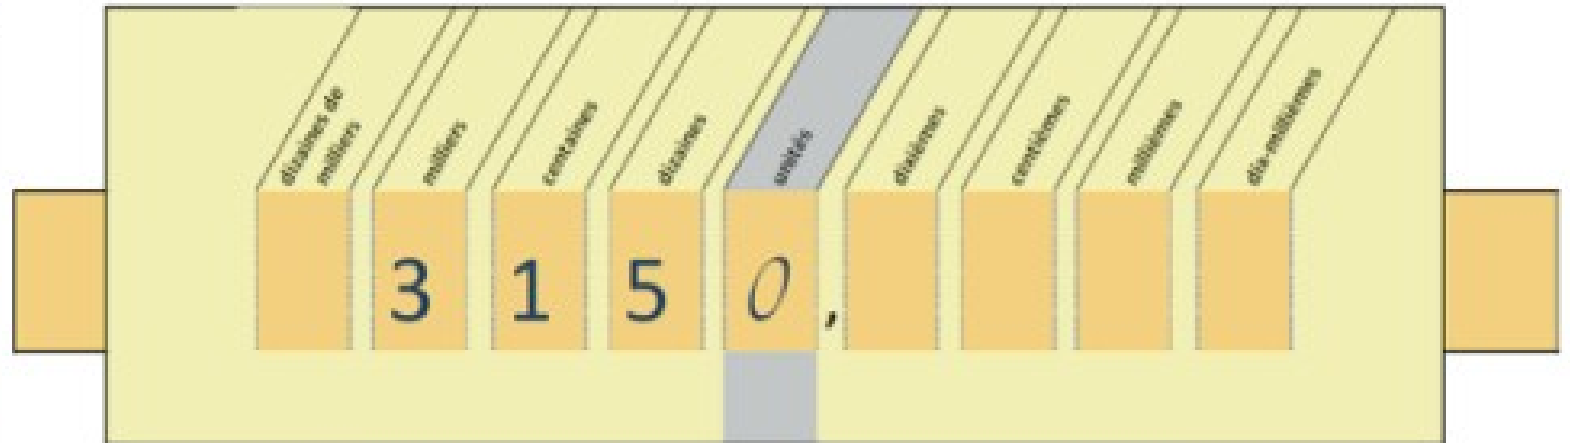 dizaines de
milliers
milliers
centaines
dizaines
unités
dixièmes
centièmes
millièmes
dix-millièmes
3 1 5 0 ,